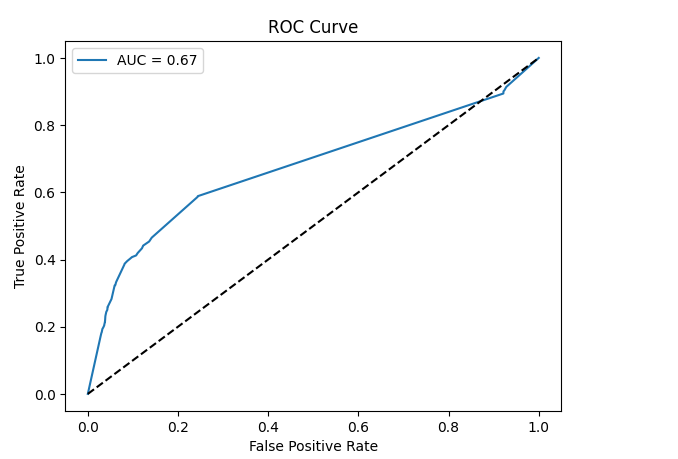 ROC Curve
AUC = 0.67
1.0
0.8
0.6
0.4
0.2
0.0
True Positive Rate
0.0 0.2 0.4 0.6 0.8 1.0
False Positive Rate